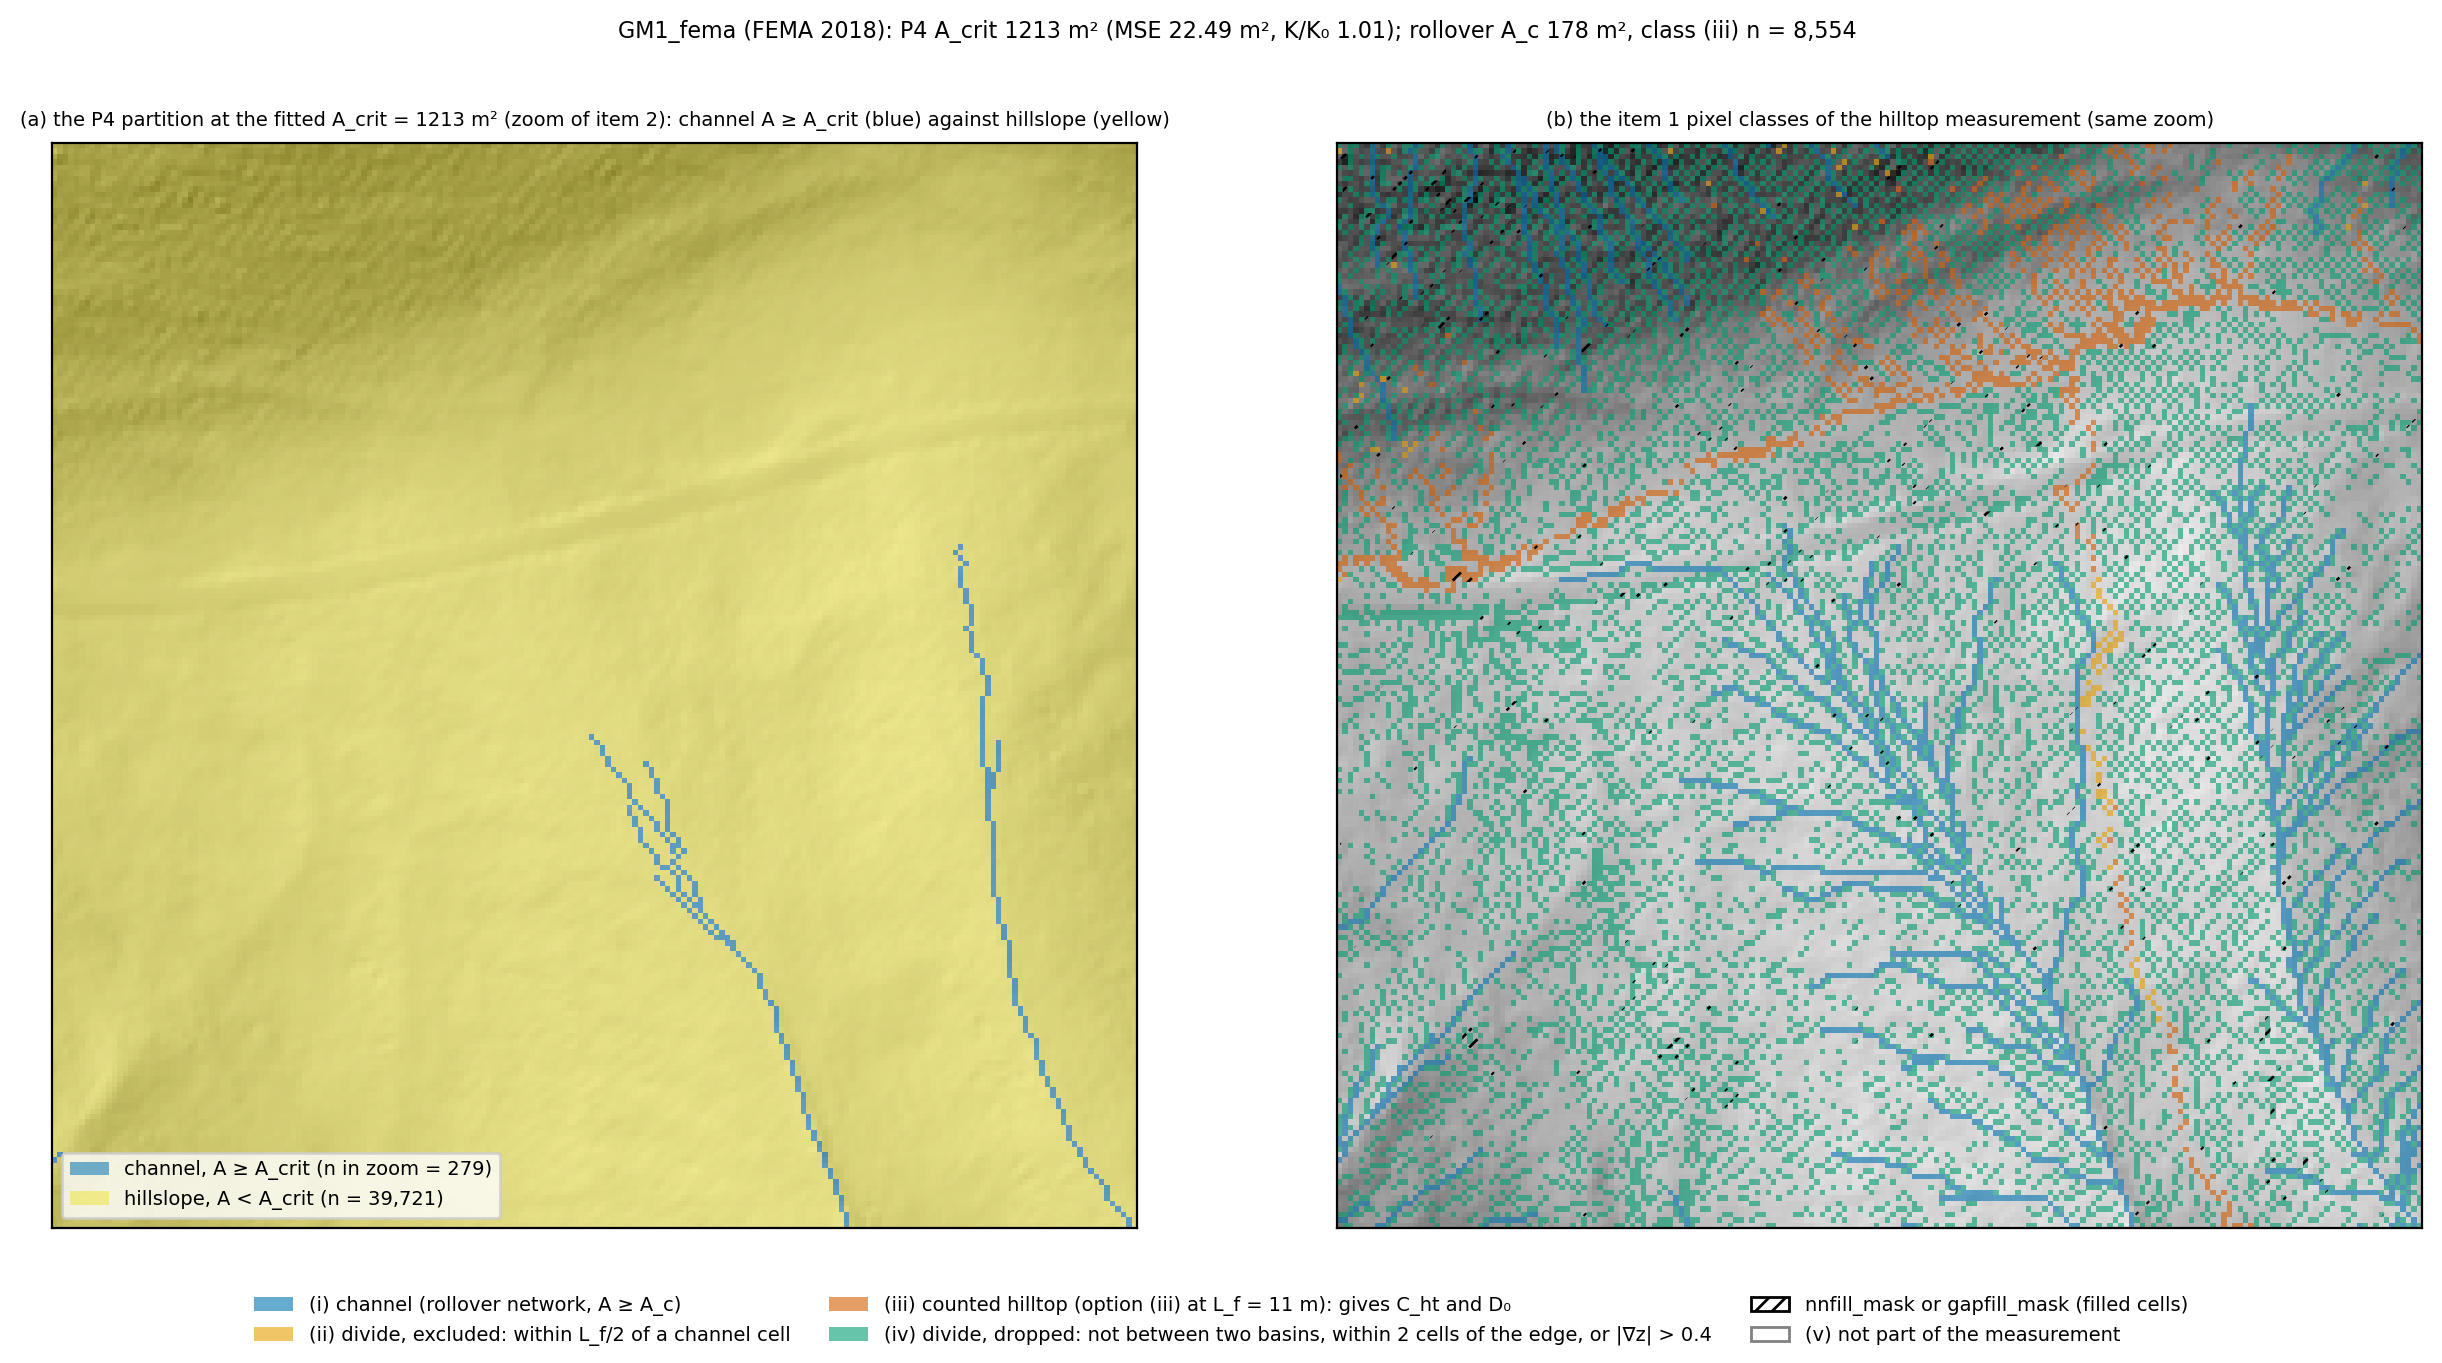 GM1_fema (FEMA 2018): P4 A_crit 1213 m² (MSE 22.49 m², K/K₀ 1.01); rollover A_c 178 m², class (iii) n = 8,554
(a) the P4 partition at the fitted A_crit = 1213 m² (zoom of item 2): channel A ≥ A_crit (blue) against hillslope (yellow)
(b) the item 1 pixel classes of the hilltop measurement (same zoom)
channel, A ≥ A_crit (n in zoom = 279)
hillslope, A < A_crit (n = 39,721)
(i) channel (rollover network, A ≥ A_c)
(ii) divide, excluded: within L_f/2 of a channel cell
(iii) counted hilltop (option (iii) at L_f = 11 m): gives C_ht and D₀
(iv) divide, dropped: not between two basins, within 2 cells of the edge, or |∇z| > 0.4
nnfill_mask or gapfill_mask (filled cells)
(v) not part of the measurement